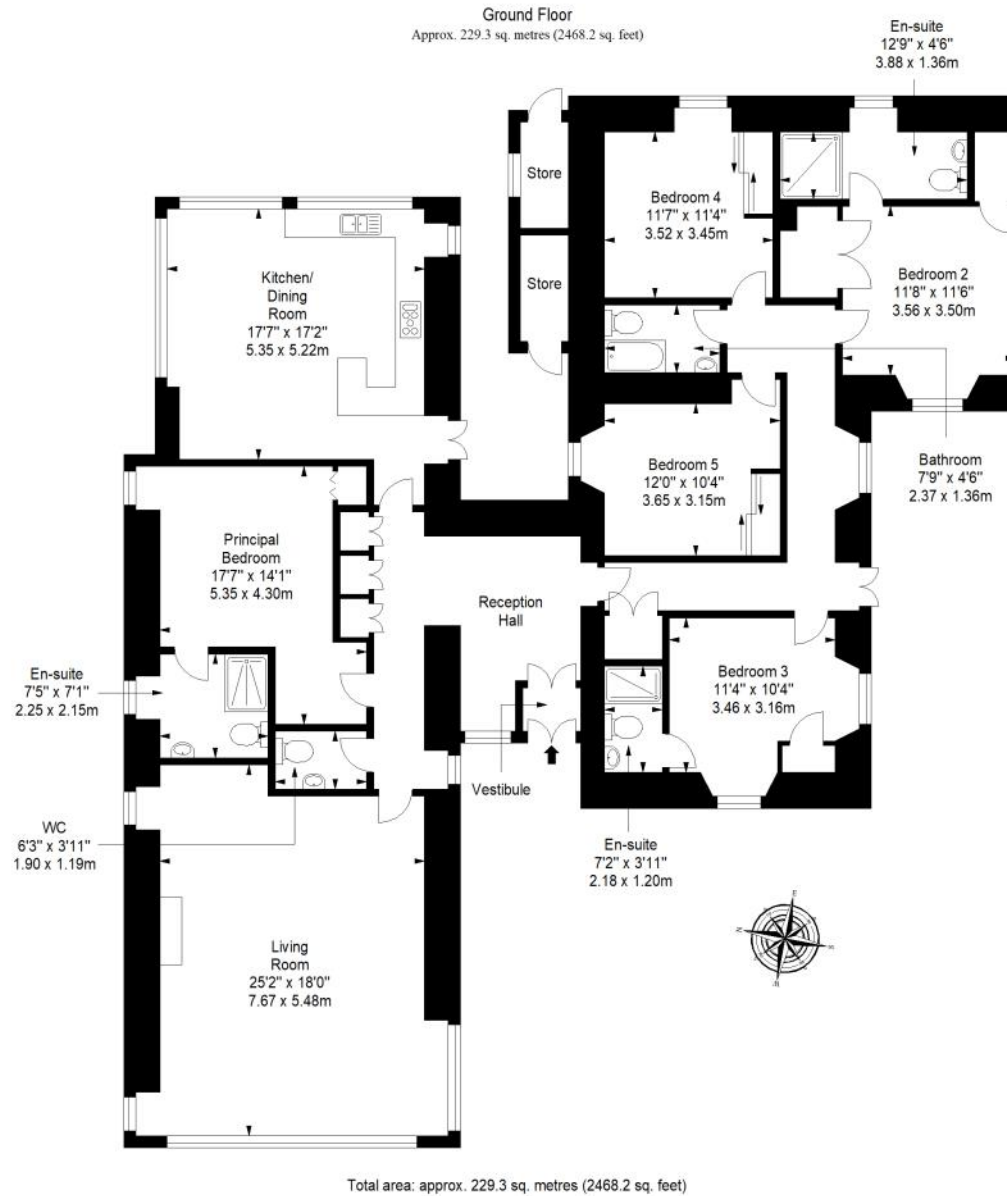 Ground Floor
Approx. 229.3 sq. metres (2468.2 sq. feet)
En-suite
12'9" x 4'6"
3.88 x 1.36m
Store
Bedroom 4
11'7" x 11'4"
3.52 x 3.45m
Kitchen/
Dining
Room
17'7" x 17'2"
5.35 x 5.22m
Store
Bedroom 2
11'8" x 11'6"
3.56 x 3.50m
Bedroom 5
12'0" x 10'4"
3.65 x 3.15m
Bathroom
7'9" x 4'6"
2.37 x 1.36m
Principal
Bedroom
17'7" x 14'1"
5.35 x 4.30m
Reception
Hall
En-suite
7'5" x 7'1"
2.25 x 2.15m
Bedroom 3
11'4" x 10'4"
3.46 x 3.16m
Vestibule
WC
6'3" x 3'11"
1.90 x 1.19m
En-suite
7'2" x 3'11"
2.18 x 1.20m
Living
Room
25'2" x 18'0"
7.67 x 5.48m
Total area: approx. 229.3 sq. metres (2468.2 sq. feet)